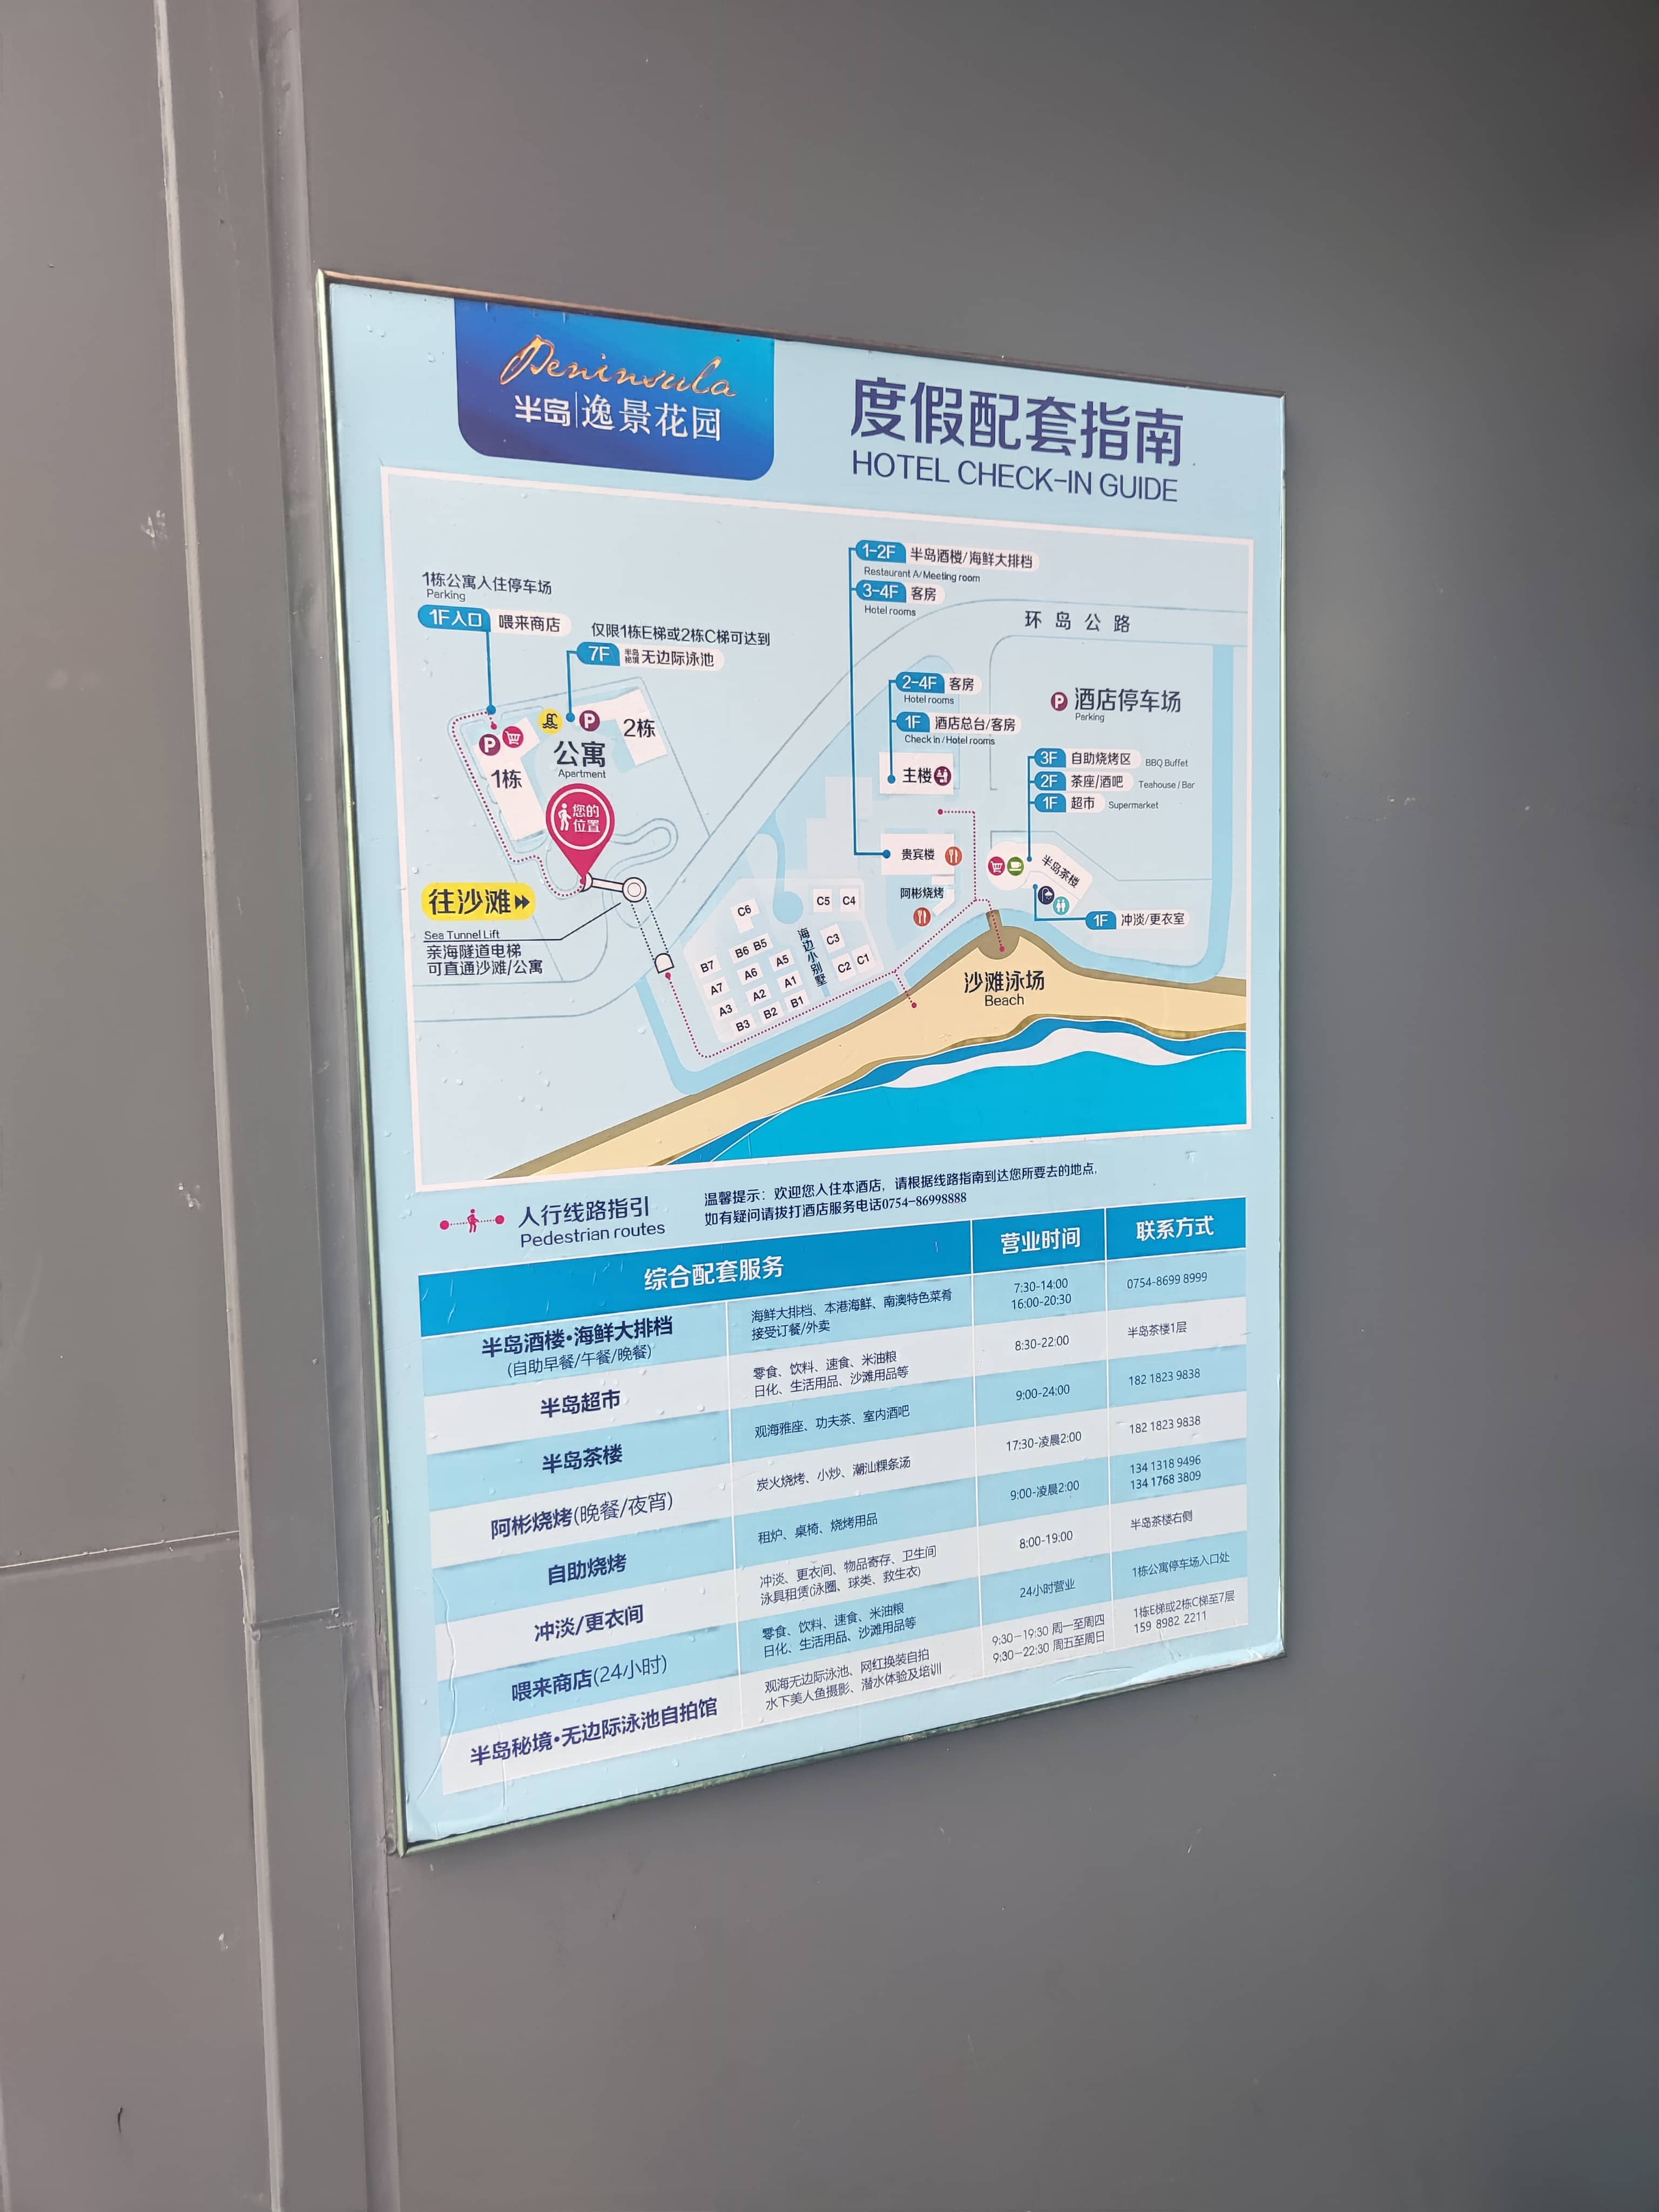 Peninsula
半岛|逸景花园
度假配套指南
HOTEL CHECK-IN GUIDE
1栋公寓入住停车场
Parking
1F入口 喂来商店
仅限1栋E梯或2栋C梯可达到
7F 半岛秘境 无边际泳池
P
P
2栋
公寓
Apartment
1栋
您的
位置
往沙滩
Sea Tunnel Lift
亲海隧道电梯
可直通沙滩/公寓
1-2F 半岛酒楼/海鲜大排档
Restaurant A/Meeting room
3-4F 客房
Hotel rooms
环岛公路
2-4F 客房
Hotel rooms
1F 酒店总台/客房
Check in/Hotel rooms
P 酒店停车场
Parking
主楼
3F 自助烧烤区 BBQ Buffet
2F 茶座/酒吧 Teahouse/Bar
1F 超市 Supermarket
贵宾楼
半岛茶楼
阿彬烧烤
1F 冲淡/更衣室
C6
C5 C4
B6 B5
C3
B7
A6 A5
C2 C1
A7
A2 A1
A3
B3 B2 B1
海边小别墅
沙滩泳场
Beach
人行线路指引
Pedestrian routes
温馨提示：欢迎您入住本酒店，请根据线路指南到达您所要去的地点，
如有疑问请拔打酒店服务电话0754-86998888
综合配套服务 营业时间 联系方式
半岛酒楼·海鲜大排档
(自助早餐/午餐/晚餐)
海鲜大排档、本港海鲜、南澳特色菜肴
接受订餐/外卖
7:30-14:00
16:00-20:30
0754-8699 8999
半岛超市
零食、饮料、速食、米油粮
日化、生活用品、沙滩用品等
8:30-22:00
半岛茶楼1层
半岛茶楼
观海雅座、功夫茶、室内酒吧
9:00-24:00
182 1823 9838
阿彬烧烤(晚餐/夜宵)
炭火烧烤、小炒、潮汕粿条汤
17:30-凌晨2:00
182 1823 9838
自助烧烤
租炉、桌椅、烧烤用品
9:00-凌晨2:00
134 1318 9496
134 1768 3809
冲淡/更衣间
冲淡、更衣间、物品寄存、卫生间
泳具租赁(泳圈、球类、救生衣)
8:00-19:00
半岛茶楼右侧
喂来商店(24小时)
零食、饮料、速食、米油粮
日化、生活用品、沙滩用品等
24小时营业
1栋公寓停车场入口处
半岛秘境·无边际泳池自拍馆
观海无边际泳池、网红换装自拍
水下美人鱼摄影、潜水体验及培训
9:30－19:30 周一至周四
9:30－22:30 周五至周日
1栋E梯或2栋C梯至7层
159 8982 2211